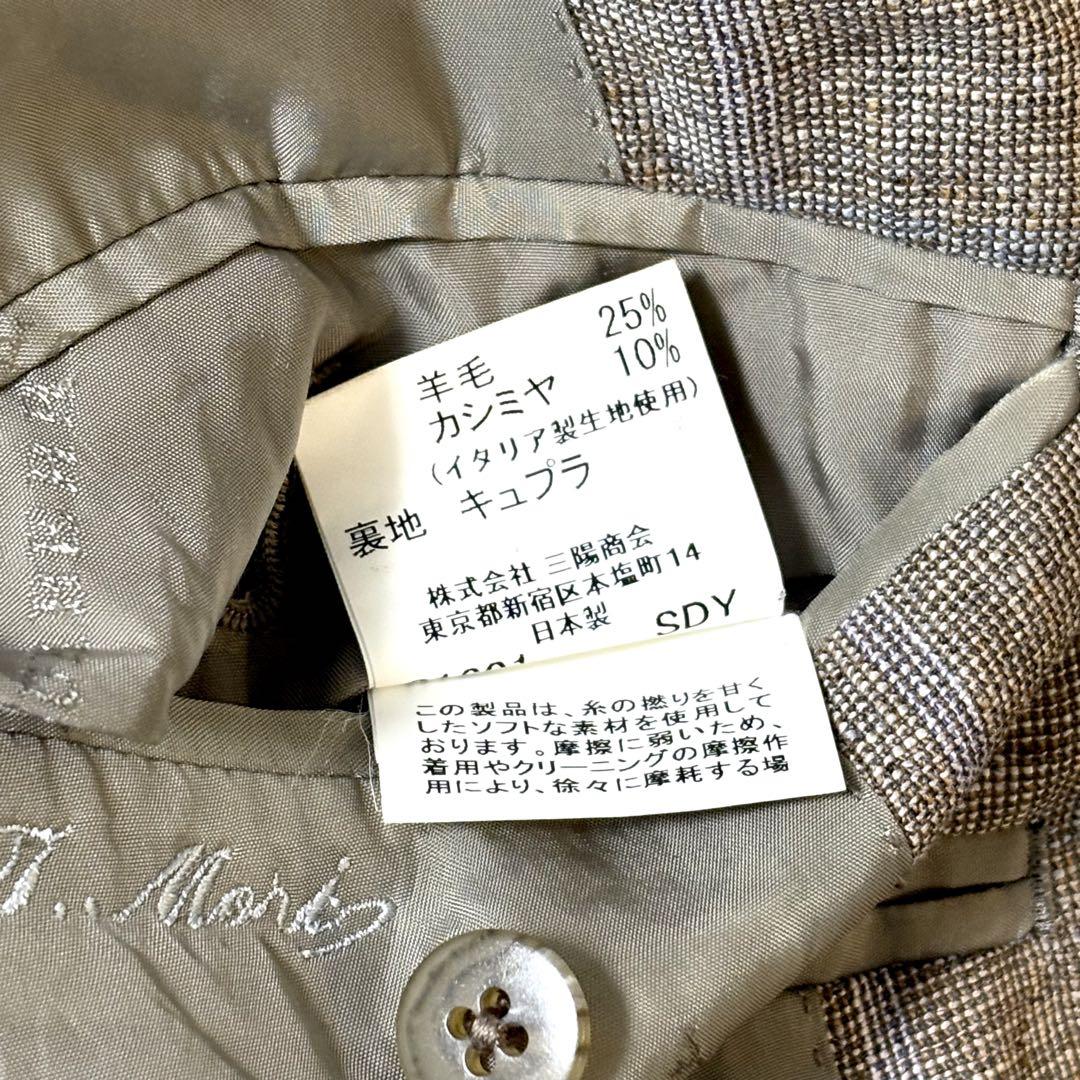 羊毛 25%
カシミヤ 10%
(イタリア製生地使用)
裏地 キュプラ
株式会社 三陽商会
東京都新宿区本塩町14
日本製 SDY
この製品は、糸の撚りを甘く
したソフトな素材を使用して
おります。摩擦に弱いため、
着用やクリーニングの摩擦作
用により、徐々に摩耗する場